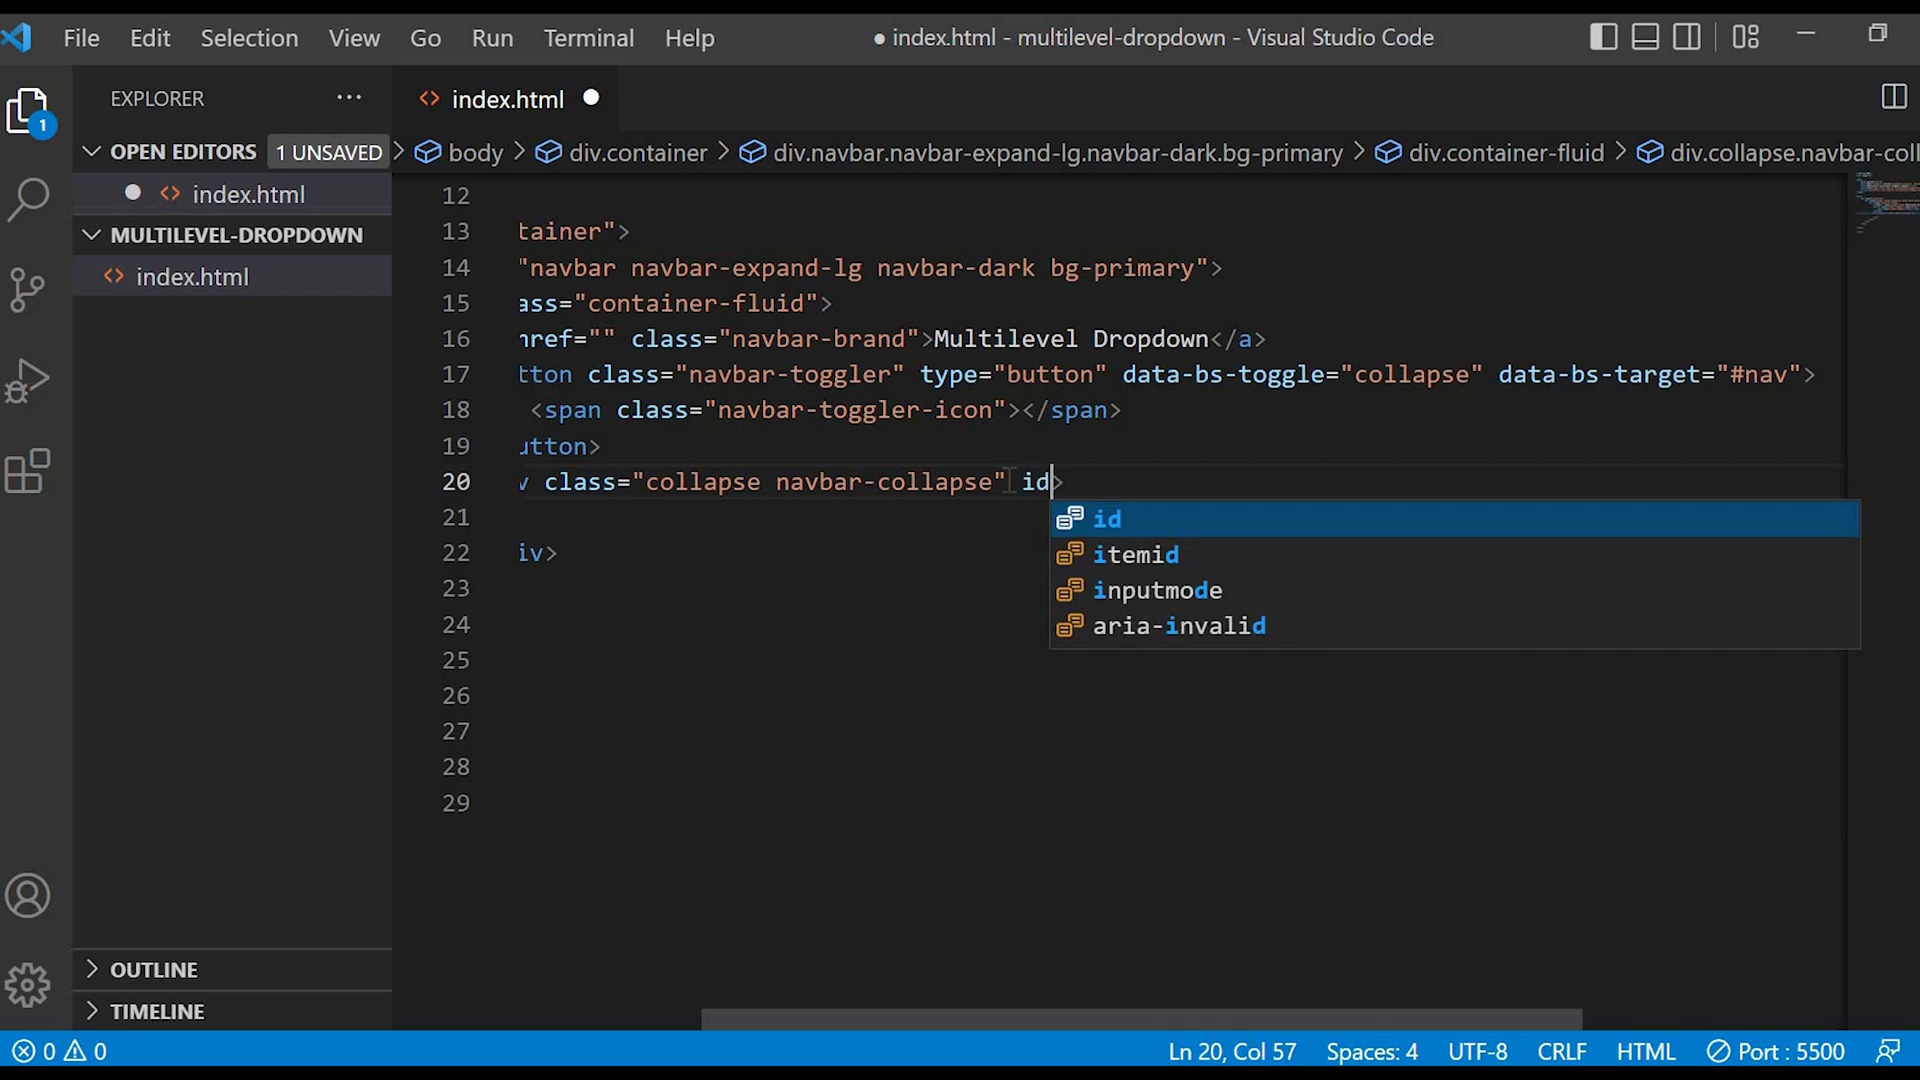 File Edit Selection View Go Run Terminal Help ● index.html - multilevel-dropdown - Visual Studio Code
EXPLORER ···
index.html ●
OPEN EDITORS 1 UNSAVED
body > div.container > div.navbar.navbar-expand-lg.navbar-dark.bg-primary > div.container-fluid > div.collapse.navbar-coll
● index.html
MULTILEVEL-DROPDOWN
index.html
1
12
13 tainer">
14 "navbar navbar-expand-lg navbar-dark bg-primary">
15 ass="container-fluid">
16 href="" class="navbar-brand">Multilevel Dropdown</a>
17 tton class="navbar-toggler" type="button" data-bs-toggle="collapse" data-bs-target="#nav">
18 <span class="navbar-toggler-icon"></span>
19 utton>
20 v class="collapse navbar-collapse" id>
id
itemid
inputmode
aria-invalid
21
22 iv>
23
24
25
26
27
28
29
OUTLINE
TIMELINE
0 0 Ln 20, Col 57 Spaces: 4 UTF-8 CRLF HTML Port : 5500